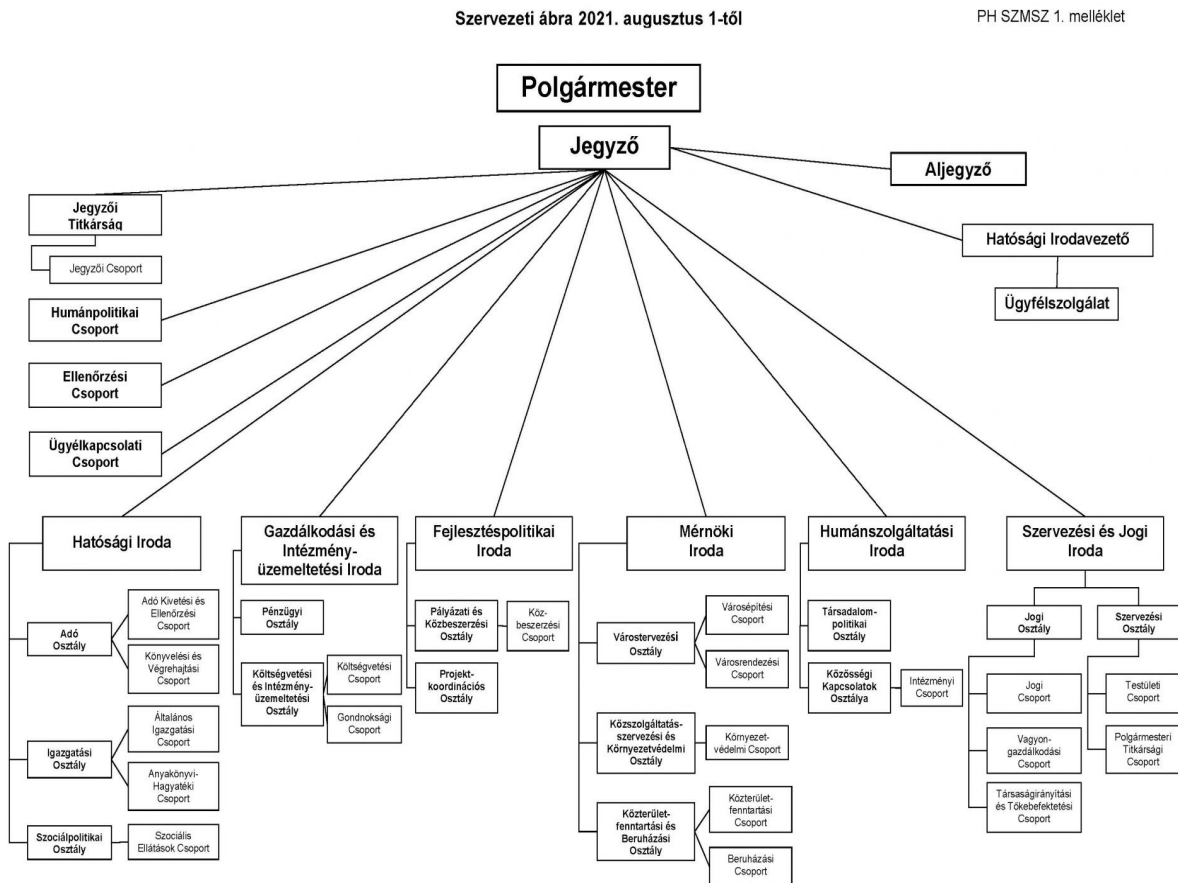 Szervezeti ábra 2021. augusztus 1-től
PH SZMSZ 1. melléklet
Polgármester
Jegyző
Aljegyző
Jegyzői
Titkárság
Jegyzői Csoport
Hatósági Irodavezető
Ügyfélszolgálat
Humánpolitikai
Csoport
Ellenőrzési
Csoport
Ügyélkapcsolati
Csoport
Hatósági Iroda
Adó
Osztály
Adó Kivetési és
Ellenőrzési
Csoport
Könyvelési és
Végrehajtási
Csoport
Igazgatási
Osztály
Általános
Igazgatási
Csoport
Anyakönyvi-
Hagyatéki
Csoport
Szociálpolitikai
Osztály
Szociális
Ellátások Csoport
Gazdálkodási és
Intézmény-
üzemeltetési Iroda
Pénzügyi
Osztály
Költségvetési
és Intézmény-
üzemeltetési
Osztály
Költségvetési
Csoport
Gondnoksági
Csoport
Fejlesztéspolitikai
Iroda
Pályázati és
Közbeszerzési
Osztály
Köz-
beszerzési
Csoport
Projekt-
koordinációs
Osztály
Mérnöki
Iroda
Várostervezési
Osztály
Városépítési
Csoport
Városrendezési
Csoport
Közszolgáltatás-
szervezési és
Környezetvédelmi
Osztály
Környezet-
védelmi Csoport
Közterület-
fenntartási és
Beruházási
Osztály
Közterület-
fenntartási
Csoport
Beruházási
Csoport
Humánszolgáltatási
Iroda
Társadalom-
politikai
Osztály
Közösségi
Kapcsolatok
Osztálya
Intézményi
Csoport
Szervezési és Jogi
Iroda
Jogi
Osztály
Jogi
Csoport
Vagyon-
gazdálkodási
Csoport
Társaságirányítási
és Tőkebefektetési
Csoport
Szervezési
Osztály
Testületi
Csoport
Polgármesteri
Titkársági
Csoport